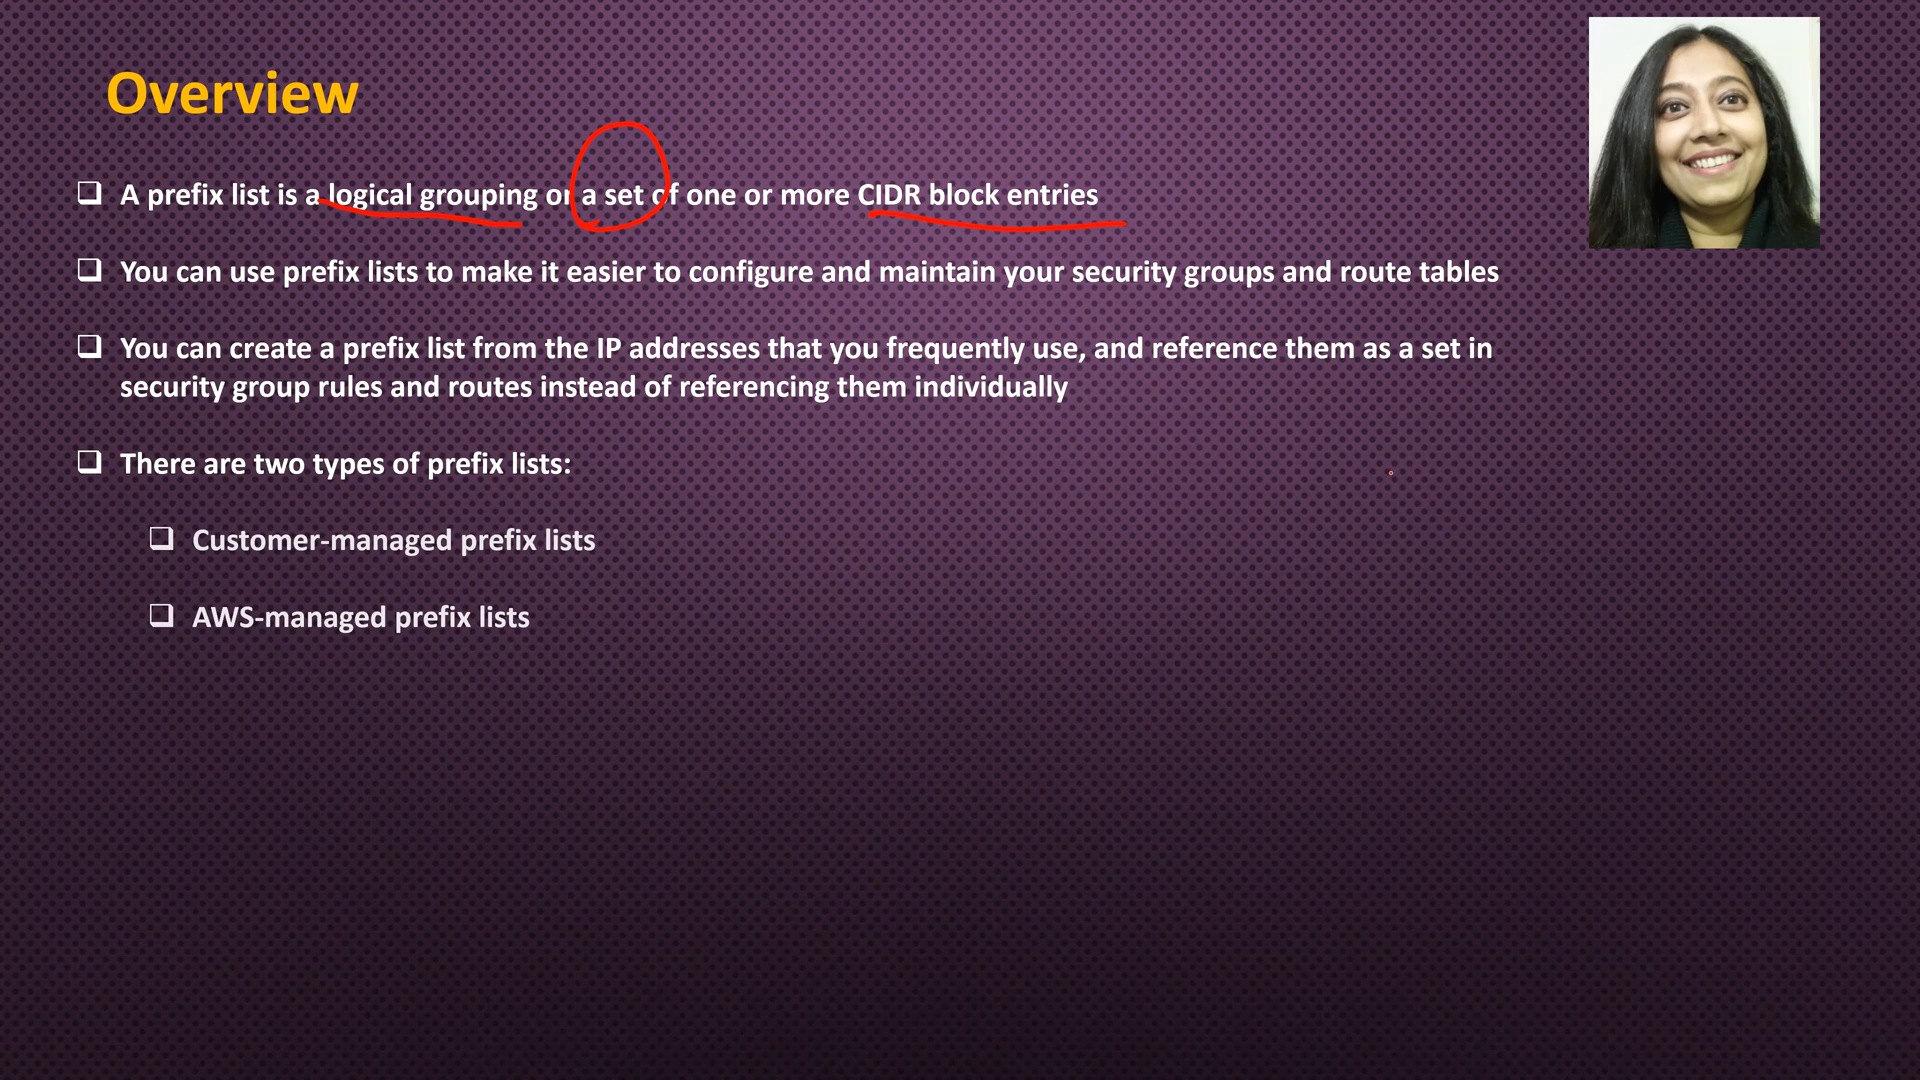 Overview
A prefix list is a logical grouping or a set of one or more CIDR block entries
You can use prefix lists to make it easier to configure and maintain your security groups and route tables
You can create a prefix list from the IP addresses that you frequently use, and reference them as a set in
security group rules and routes instead of referencing them individually
There are two types of prefix lists:
Customer-managed prefix lists
AWS-managed prefix lists